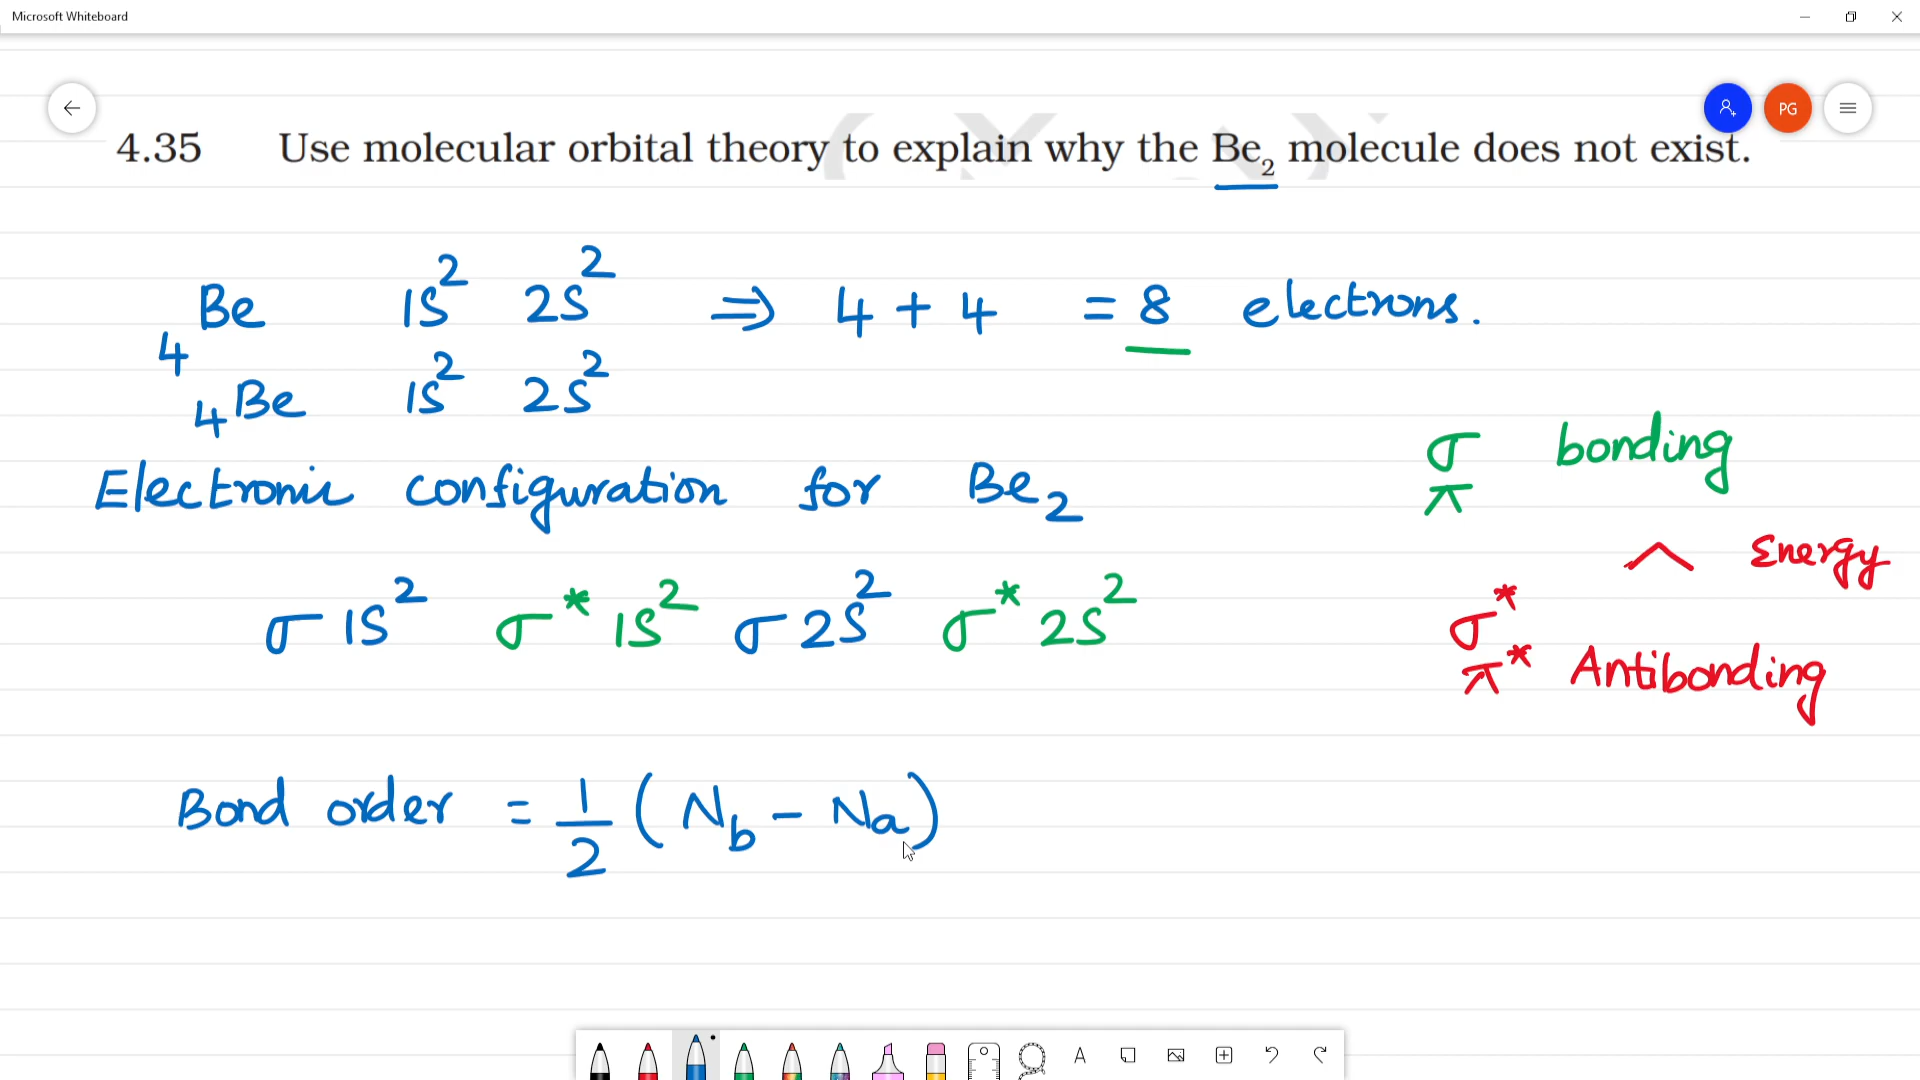 Microsoft Whiteboard
PG
4.35 Use molecular orbital theory to explain why the Be₂ molecule does not exist.
₄Be 1s² 2s² ⇒ 4 + 4 = 8 electrons.
₄Be 1s² 2s²
Electronic configuration for Be₂
σ bonding
π
< Energy
σ1s² σ*1s² σ2s² σ*2s²
σ*
π* Antibonding
Bond order = 1/2 (Nb - Na)
A